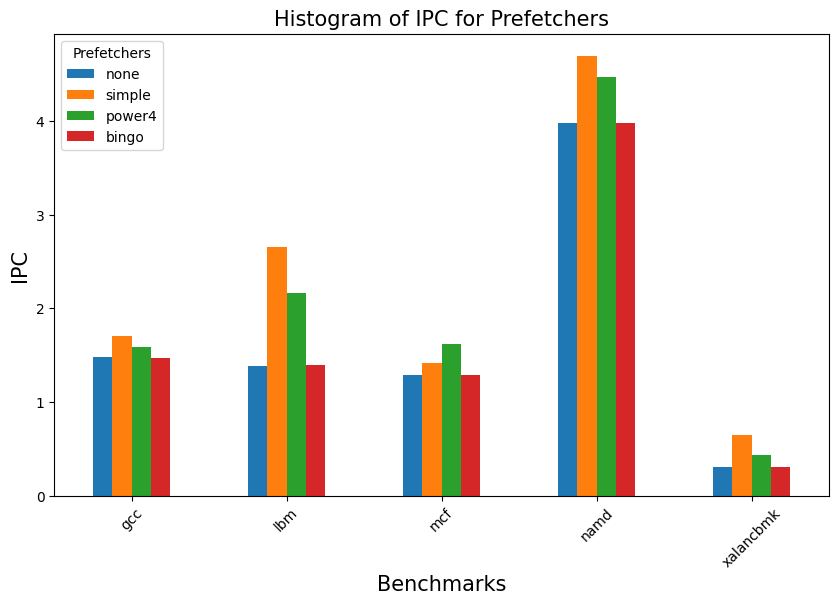 Histogram of IPC for Prefetchers
Prefetchers
none
simple
power4
bingo
IPC
4
3
2
1
0
gcc
lbm
mcf
namd
xalancbmk
Benchmarks